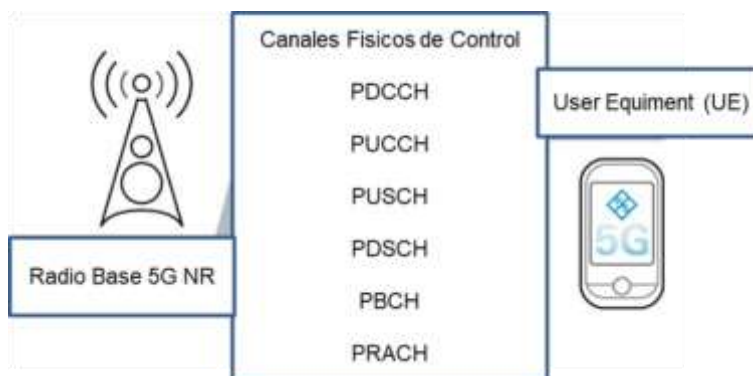 Canales Fisicos de Control
PDCCH
PUCCH
PUSCH
PDSCH
PBCH
PRACH
User Equiment (UE)
5G
Radio Base 5G NR